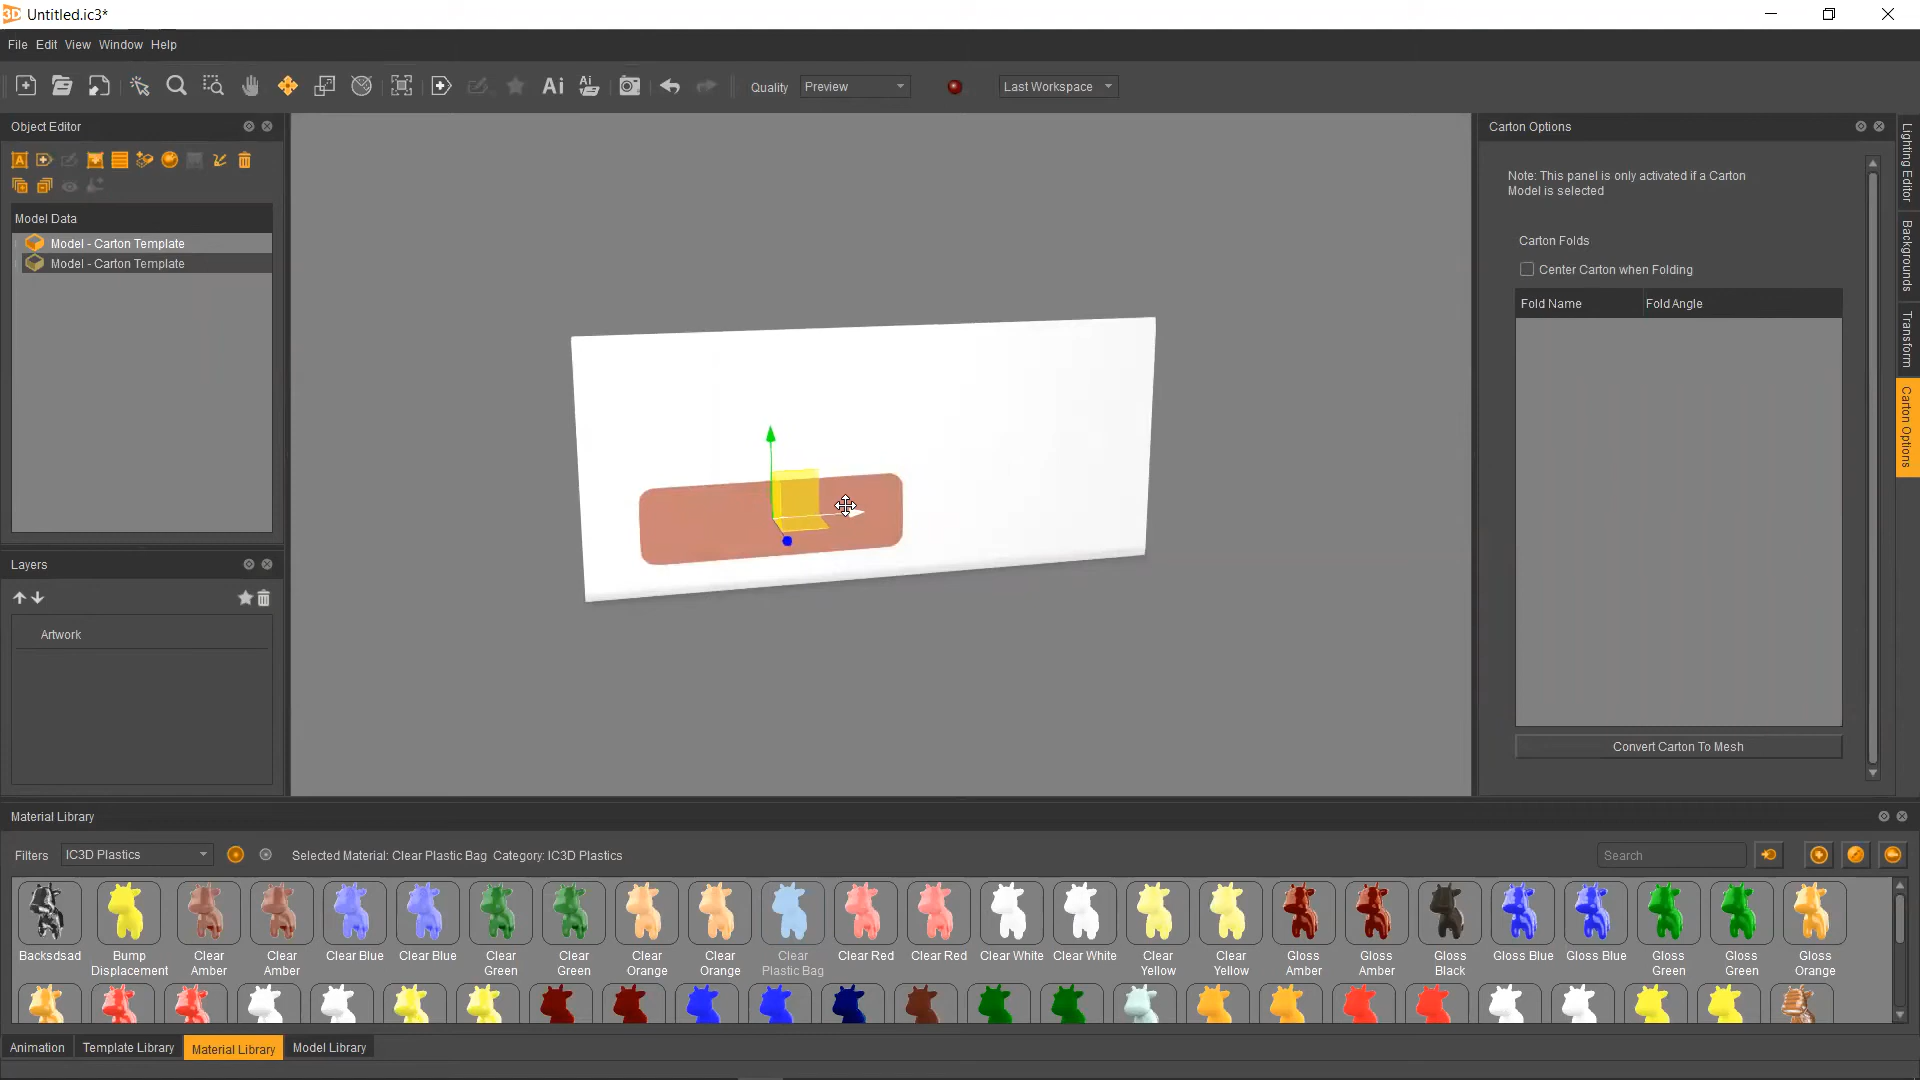 Untitled.ic3*
File Edit View Window Help
Ai Ai Quality Preview Last Workspace
Object Editor
Model Data
Model - Carton Template
Model - Carton Template
Layers
Artwork
Carton Options
Note: This panel is only activated if a Carton
Model is selected
Carton Folds
Center Carton when Folding
Fold Name Fold Angle
Convert Carton To Mesh
Lighting Editor
Backgrounds
Transform
Carton Options
Material Library
Filters IC3D Plastics Selected Material: Clear Plastic Bag Category: IC3D Plastics Search
Backsdsad Bump Clear Clear Clear Blue Clear Blue Clear Clear Clear Clear Clear Clear Red Clear Red Clear White Clear White Clear Clear Gloss Gloss Gloss Gloss Blue Gloss Blue Gloss Gloss Gloss
Displacement Amber Amber Green Green Orange Orange Plastic Bag Yellow Yellow Amber Amber Black Green Green Orange
Animation Template Library Material Library Model Library